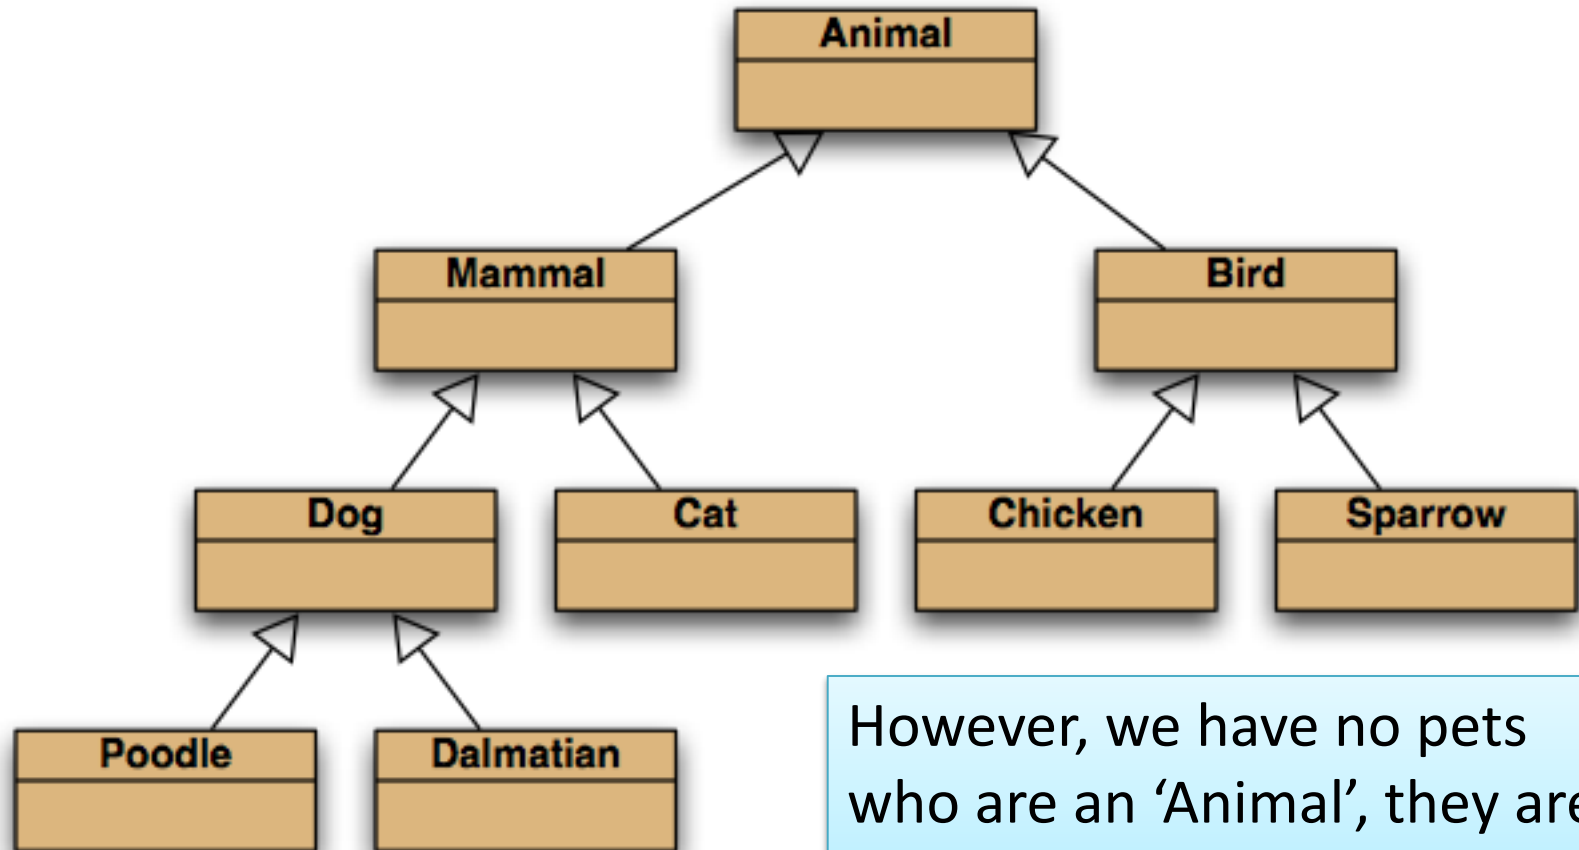 Animal
Mammal
Bird
Dog
Cat
Chicken
Sparrow
Poodle
Dalmatian
However, we have no pets
who are an ‘Animal’, they are